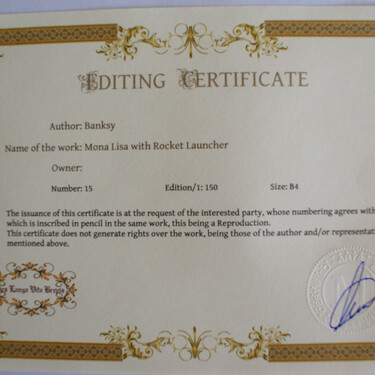 EDITING CERTIFICATE
Author: Banksy
Name of the work: Mona Lisa with Rocket Launcher
Owner:
Number: 15 Edition/1: 150 Size: B4
The issuance of this certificate is at the request of the interested party, whose numbering agrees with
which is inscribed in pencil in the same work, this being a Reproduction.
This certificate does not generate rights over the work, being those of the author and/or representat
mentioned above.
Longa Vita Brevis